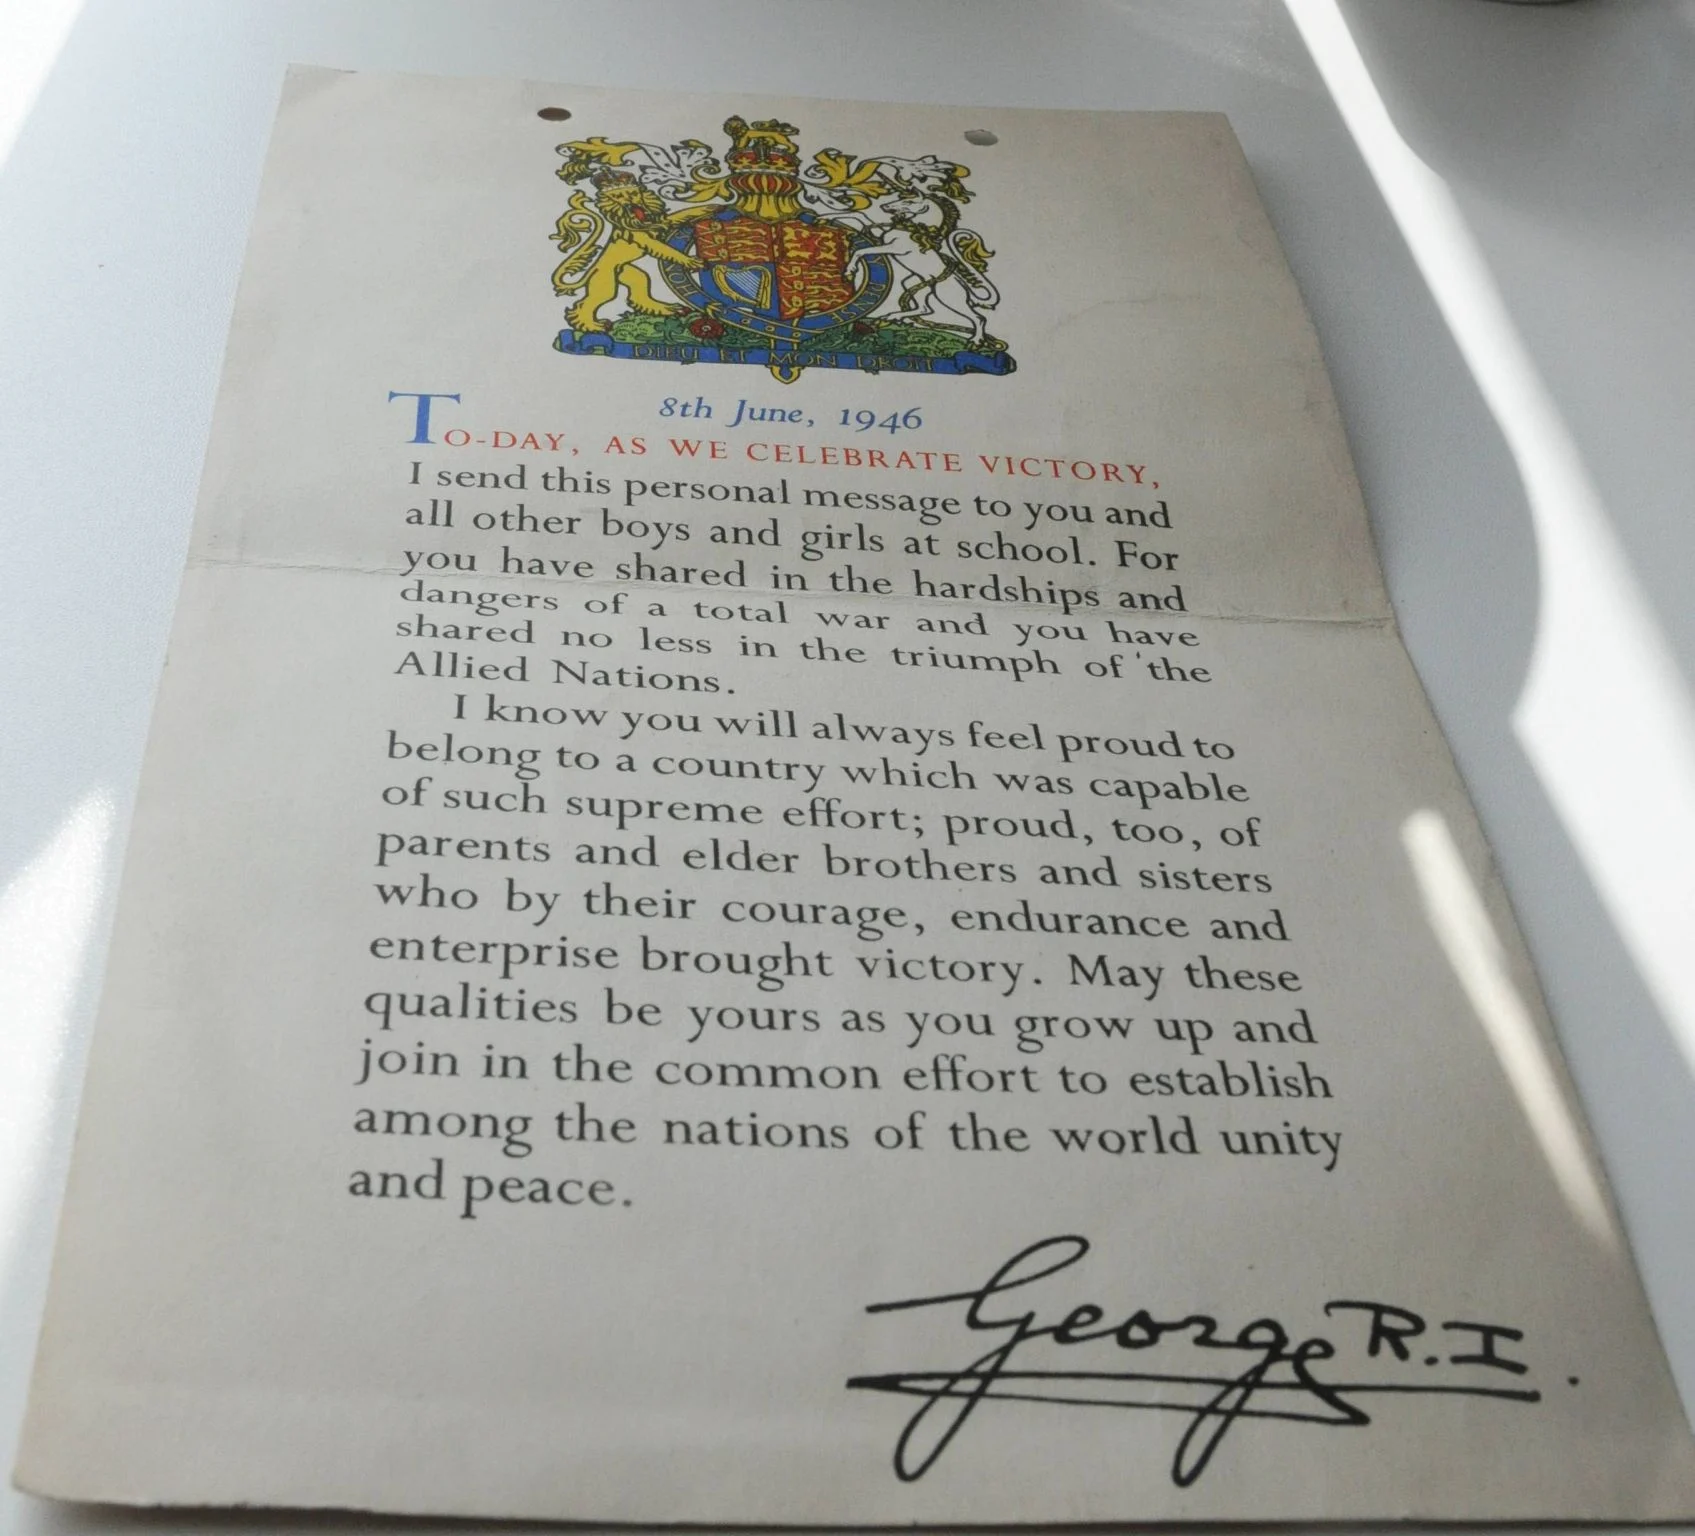 DIEU ET MON DROIT
8th June, 1946
TO-DAY, AS WE CELEBRATE VICTORY,
I send this personal message to you and
all other boys and girls at school. For
you have shared in the hardships and
dangers of a total war and you have
shared no less in the triumph of the
Allied Nations.
I know you will always feel proud to
belong to a country which was capable
of such supreme effort; proud, too, of
parents and elder brothers and sisters
who by their courage, endurance and
enterprise brought victory. May these
qualities be yours as you grow up and
join in the common effort to establish
among the nations of the world unity
and peace.
George R.I.